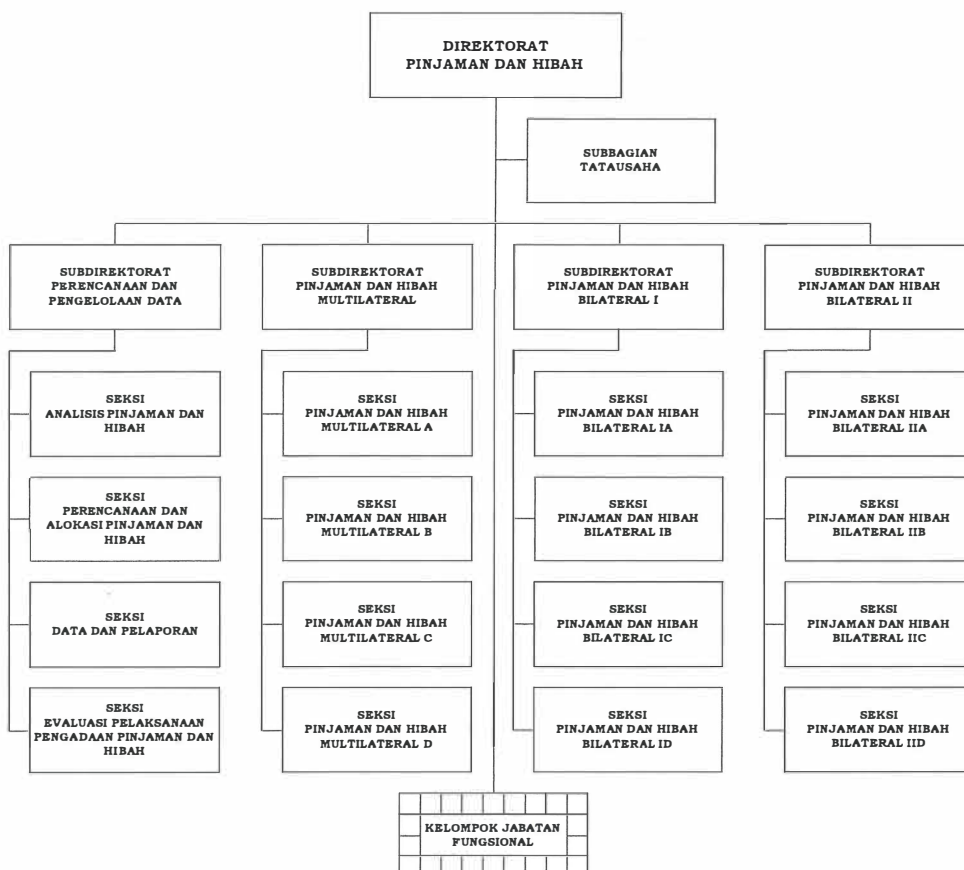 DIREKTORAT
PINJAMAN DAN HIBAH
SUBBAGIAN
TATAUSAHA
SUBDIREKTORAT
PERENCANAAN DAN
PENGELOLAAN DATA
SUBDIREKTORAT
PINJAMAN DAN HIBAH
MULTILATERAL
SUBDIREKTORAT
PINJAMAN DAN HIBAH
BILATERAL I
SUBDIREKTORAT
PINJAMAN DAN HIBAH
BILATERAL II
SEKSI
ANALISIS PINJAMAN DAN
HIBAH
SEKSI
PINJAMAN DAN HIBAH
MULTILATERAL A
SEKSI
PINJAMAN DAN HIBAH
BILATERAL IA
SEKSI
PINJAMAN DAN HIBAH
BILATERAL IIA
SEKSI
PERENCANAAN DAN
ALOKASI PINJAMAN DAN
HIBAH
SEKSI
PINJAMAN DAN HIBAH
MULTILATERAL B
SEKSI
PINJAMAN DAN HIBAH
BILATERAL IB
SEKSI
PINJAMAN DAN HIBAH
BILATERAL IIB
SEKSI
DATA DAN PELAPORAN
SEKSI
PINJAMAN DAN HIBAH
MULTILATERAL C
SEKSI
PINJAMAN DAN HIBAH
BILATERAL IC
SEKSI
PINJAMAN DAN HIBAH
BILATERAL IIC
SEKSI
EVALUASI PELAKSANAAN
PENGADAAN PINJAMAN DAN
HIBAH
SEKSI
PINJAMAN DAN HIBAH
MULTILATERAL D
SEKSI
PINJAMAN DAN HIBAH
BILATERAL ID
SEKSI
PINJAMAN DAN HIBAH
BILATERAL IID
KELOMPOK JABATAN
FUNGSIONAL